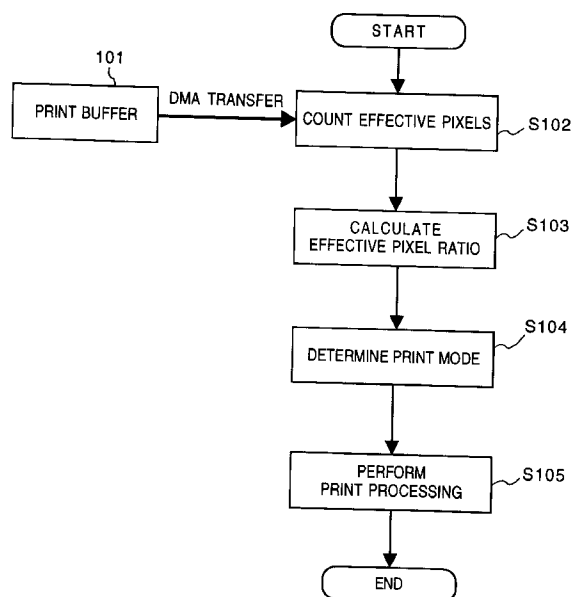 START
101
PRINT BUFFER
DMA TRANSFER
COUNT EFFECTIVE PIXELS
S102
CALCULATE
EFFECTIVE PIXEL RATIO
S103
DETERMINE PRINT MODE
S104
PERFORM
PRINT PROCESSING
S105
END